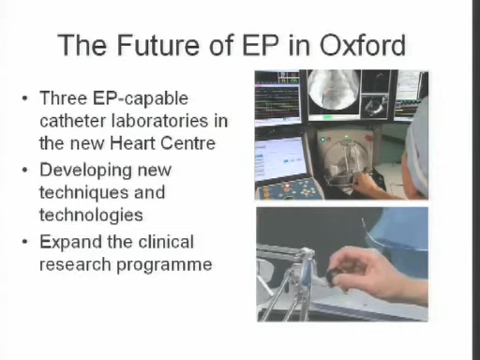 The Future of EP in Oxford
• Three EP-capable
catheter laboratories in
the new Heart Centre
• Developing new
techniques and
technologies
• Expand the clinical
research programme